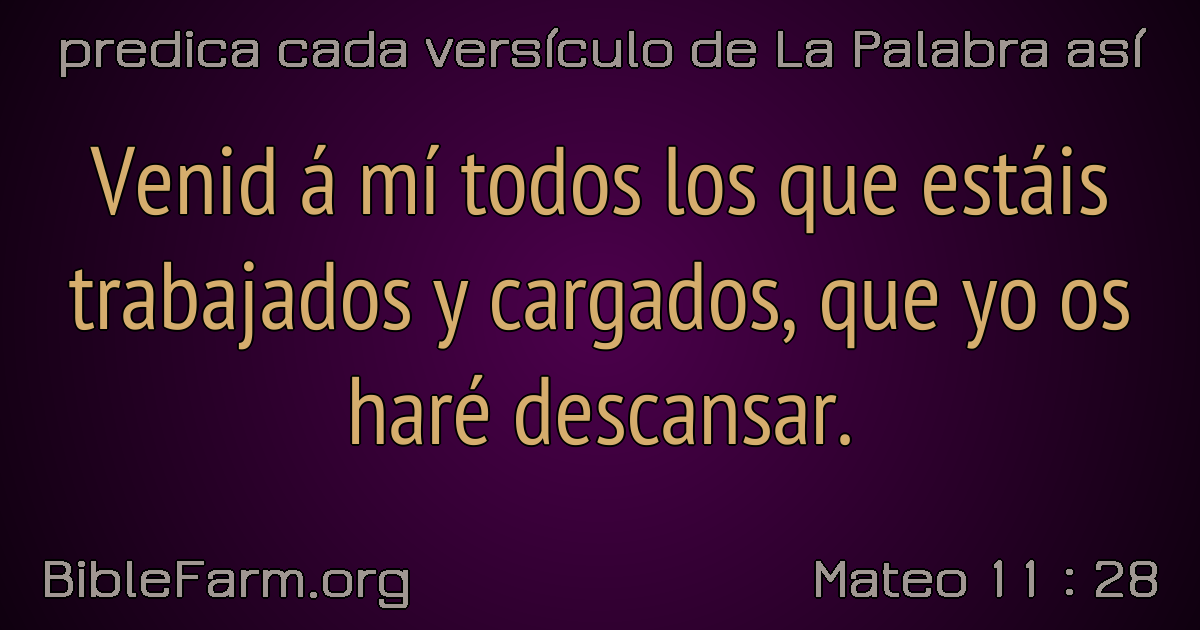 predica cada versículo de La Palabra así
Venid á mí todos los que estáis
trabajados y cargados, que yo os
haré descansar.
BibleFarm.org
Mateo 11 : 28